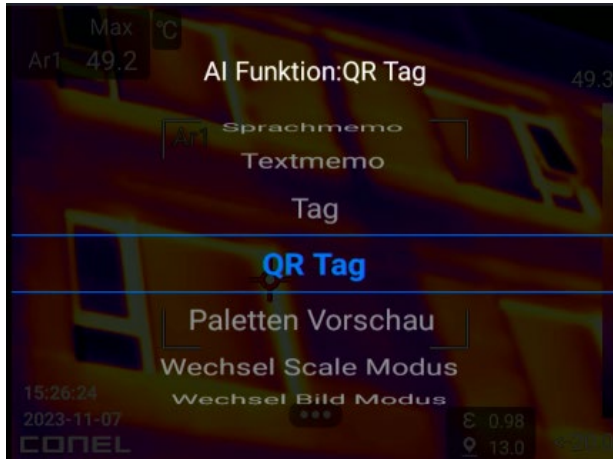 Max °C
Ar1 49.2
AI Funktion:QR Tag
49.3
Sprachmemo
Ar1
Textmemo
Tag
QR Tag
Paletten Vorschau
Wechsel Scale Modus
Wechsel Bild Modus
15:26:24
2023-11-07
ε 0.98
CONEL
13.0